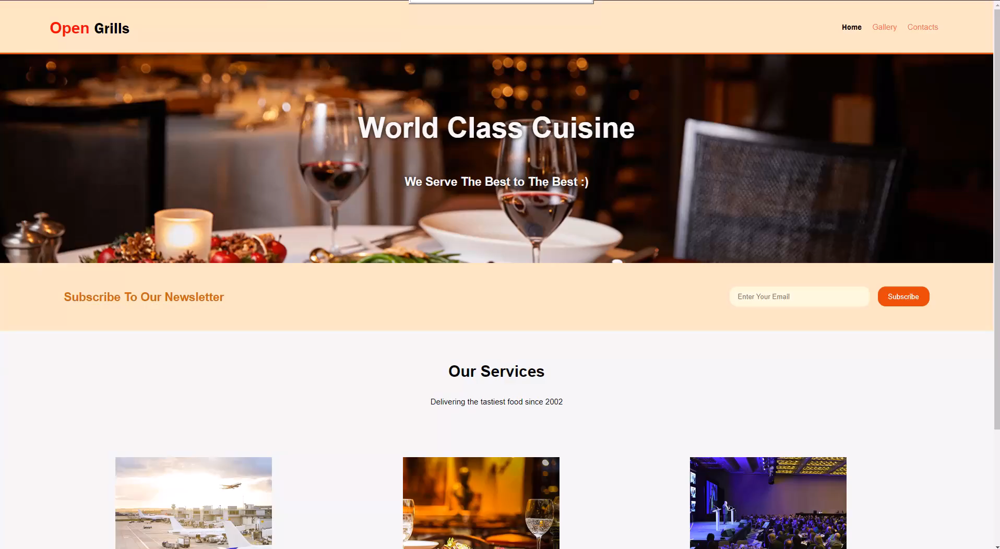 Open Grills
Home Gallery Contacts
World Class Cuisine
We Serve The Best to The Best :)
Subscribe To Our Newsletter
Enter Your Email
Subscribe
Our Services
Delivering the tastiest food since 2002